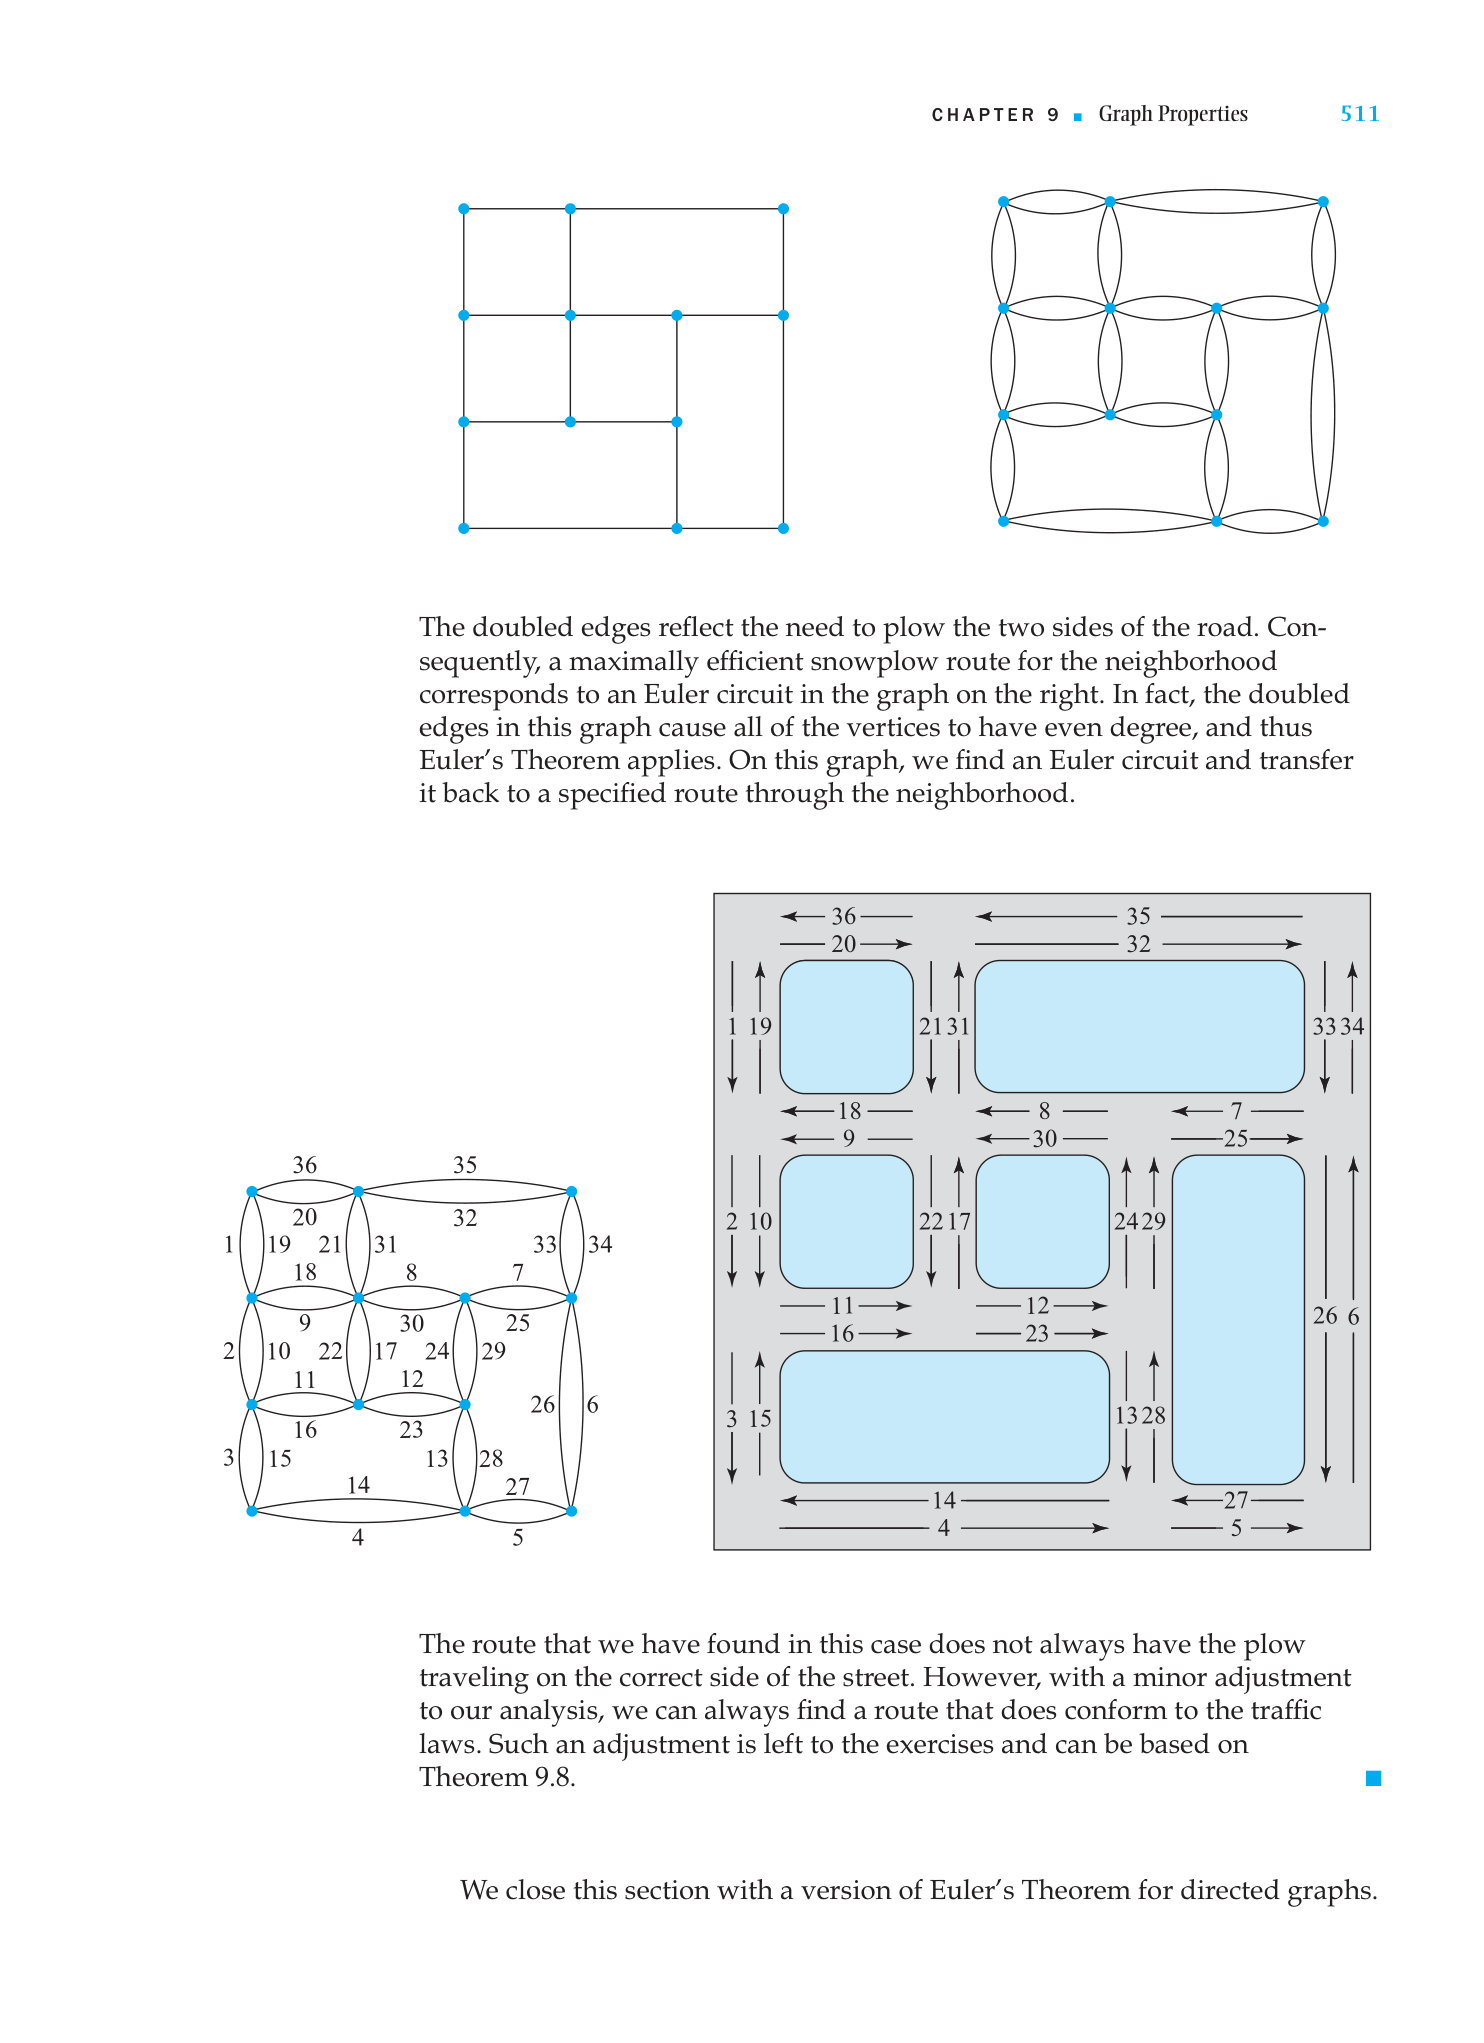 CHAPTER 9 ■ Graph Properties 511
The doubled edges reflect the need to plow the two sides of the road. Con-
sequently, a maximally efficient snowplow route for the neighborhood
corresponds to an Euler circuit in the graph on the right. In fact, the doubled
edges in this graph cause all of the vertices to have even degree, and thus
Euler's Theorem applies. On this graph, we find an Euler circuit and transfer
it back to a specified route through the neighborhood.
36 35
20 32
1 19 21 31 33 34
18 8 7
9 30 25
2 10 22 17 24 29
11 12
26 6
16 23
3 15 13 28
14 27
4 5
36 35
20 32
1 19 21 31 33 34
18 8 7
9 30 25
2 10 22 17 24 29
11 12
26 6
16 23
3 15 13 28
14 27
4 5
The route that we have found in this case does not always have the plow
traveling on the correct side of the street. However, with a minor adjustment
to our analysis, we can always find a route that does conform to the traffic
laws. Such an adjustment is left to the exercises and can be based on
Theorem 9.8. ■
We close this section with a version of Euler's Theorem for directed graphs.